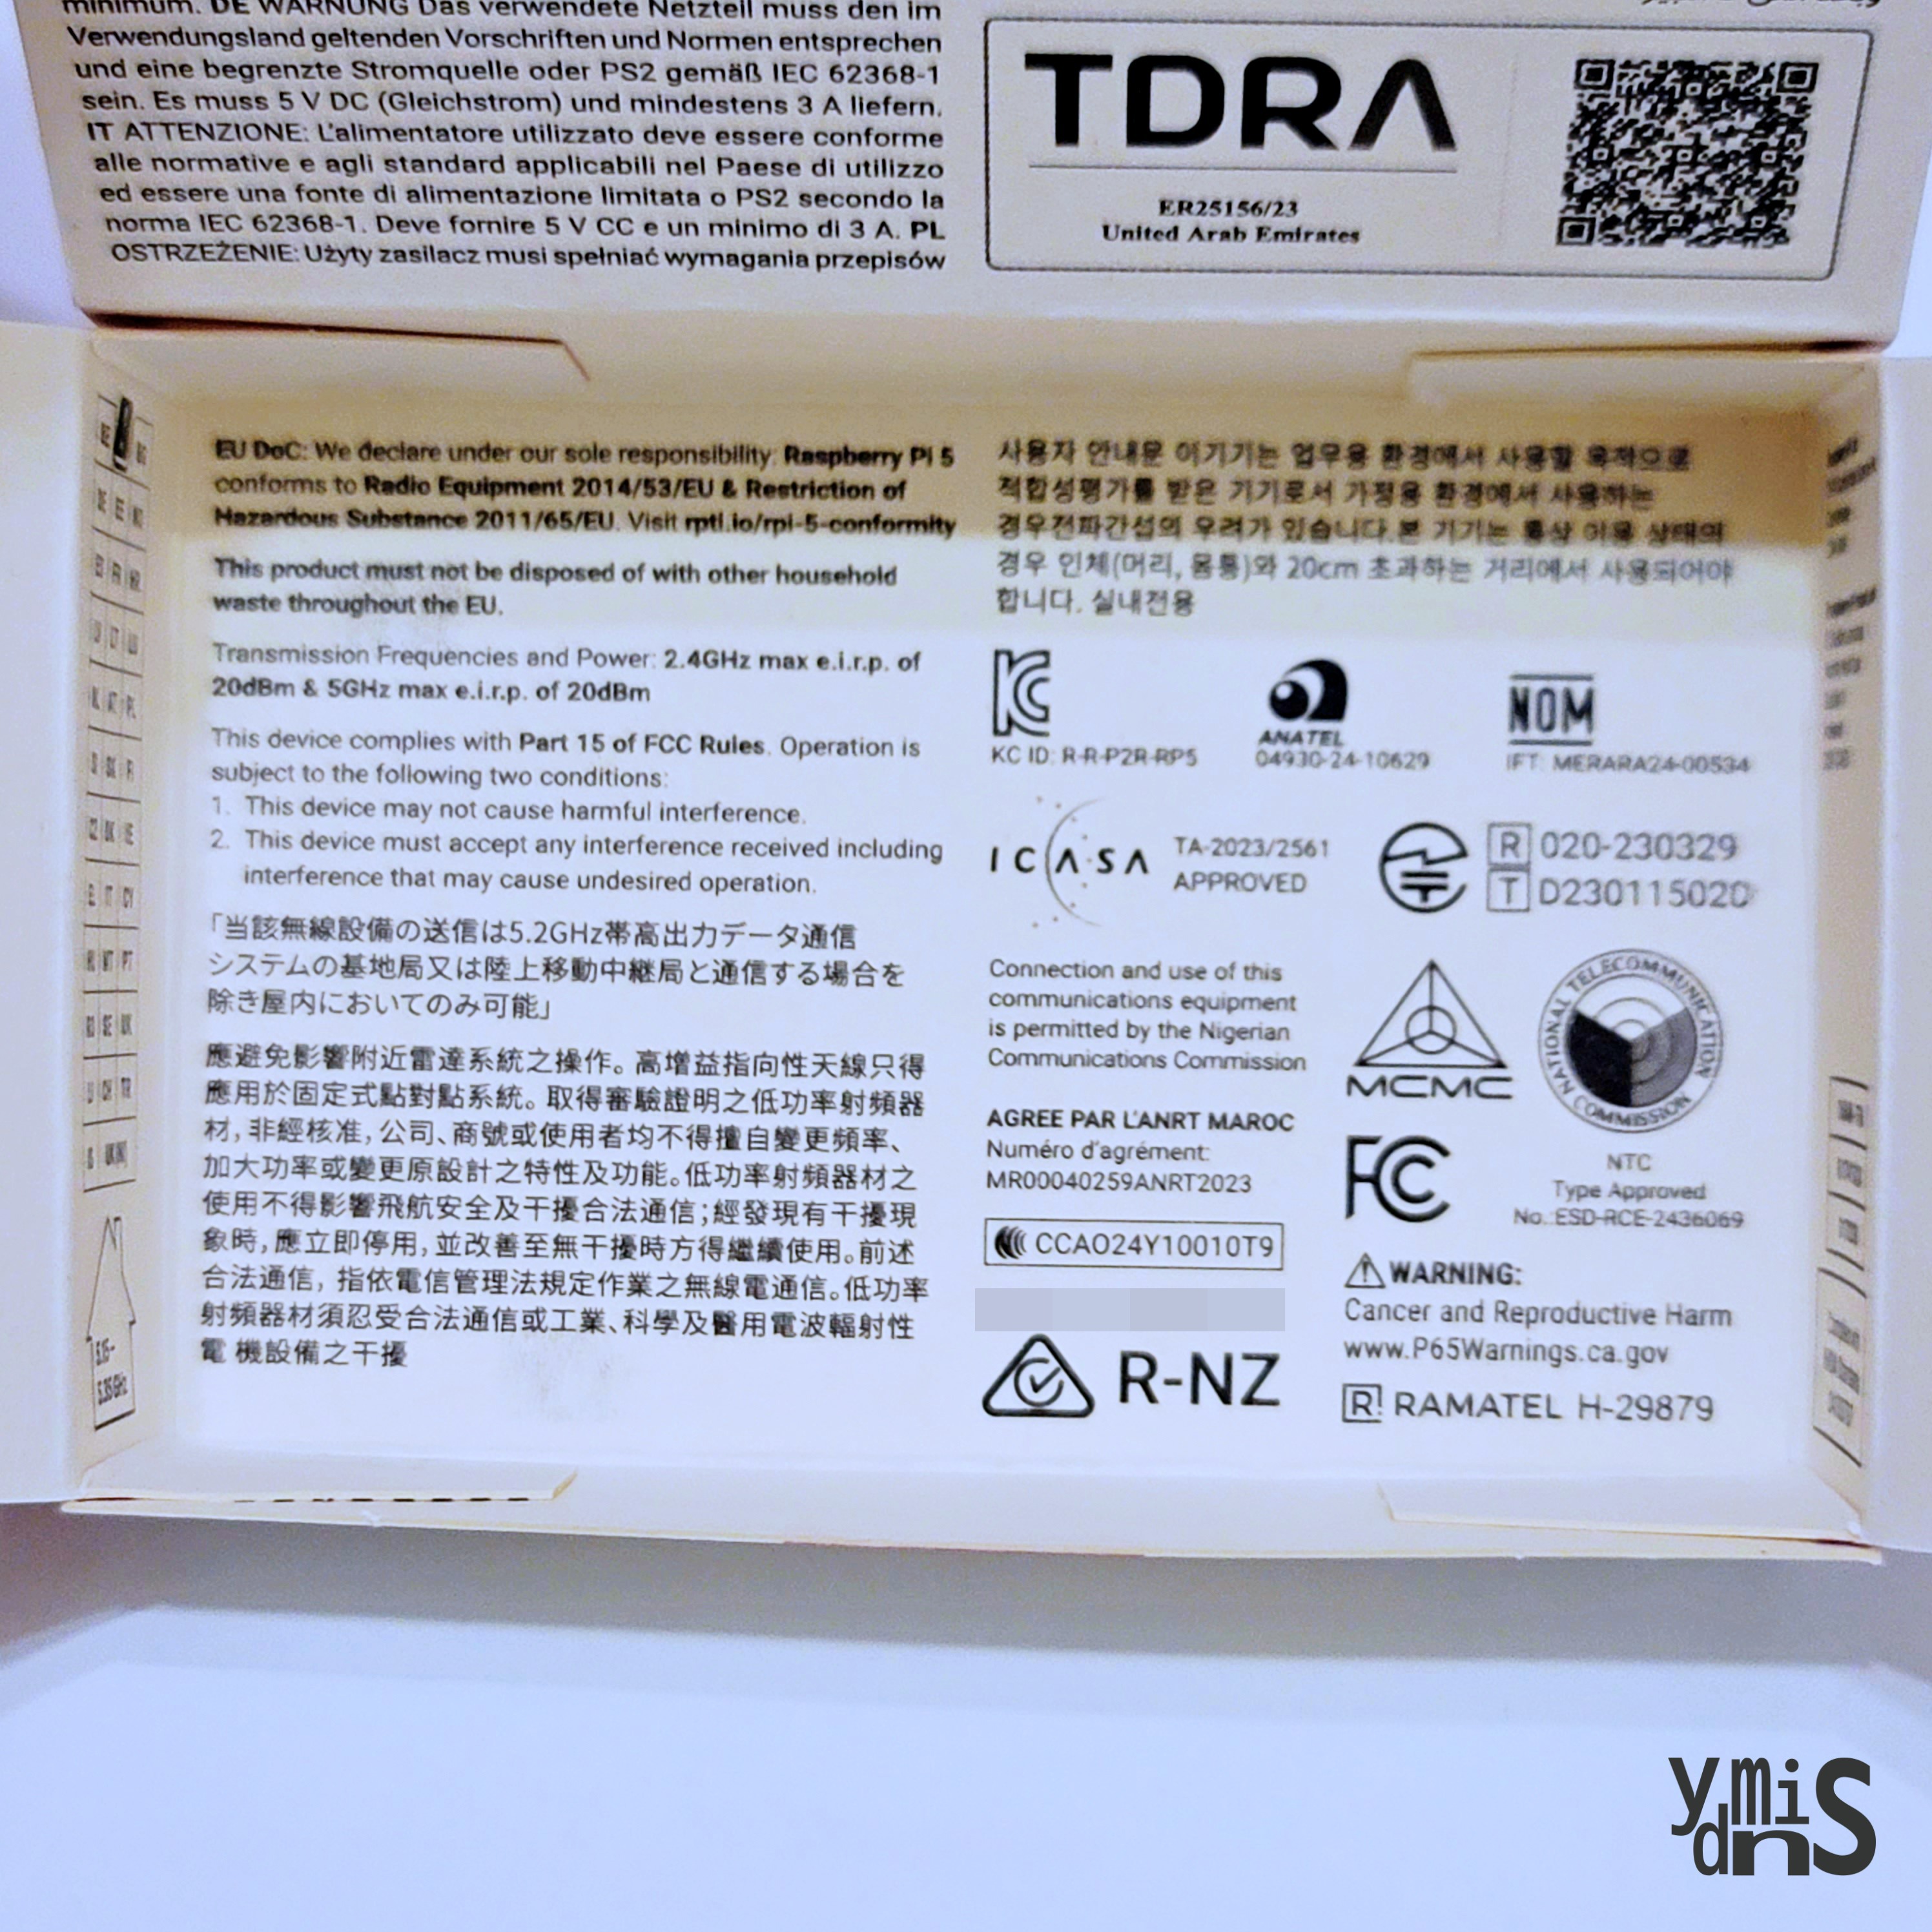 minimum. DE WARNUNG Das verwendete Netzteil muss den im
Verwendungsland geltenden Vorschriften und Normen entsprechen
und eine begrenzte Stromquelle oder PS2 gemäß IEC 62368-1
sein. Es muss 5 V DC (Gleichstrom) und mindestens 3 A liefern.
IT ATTENZIONE: L'alimentatore utilizzato deve essere conforme
alle normative e agli standard applicabili nel Paese di utilizzo
ed essere una fonte di alimentazione limitata o PS2 secondo la
norma IEC 62368-1. Deve fornire 5 V CC e un minimo di 3 A. PL
OSTRZEŻENIE: Użyty zasilacz musi spełniać wymagania przepisów
TDRA
ER25156/23
United Arab Emirates
EU DoC: We declare under our sole responsibility: Raspberry Pi 5
conforms to Radio Equipment 2014/53/EU & Restriction of
Hazardous Substance 2011/65/EU. Visit rptl.io/rpi-5-conformity
This product must not be disposed of with other household
waste throughout the EU.
Transmission Frequencies and Power: 2.4GHz max e.i.r.p. of
20dBm & 5GHz max e.i.r.p. of 20dBm
This device complies with Part 15 of FCC Rules. Operation is
subject to the following two conditions:
1. This device may not cause harmful interference.
2. This device must accept any interference received including
interference that may cause undesired operation.
「当該無線設備の送信は5.2GHz帯高出力データ通信
システムの基地局又は陸上移動中継局と通信する場合を
除き屋内においてのみ可能」
應避免影響附近雷達系統之操作。高增益指向性天線只得
應用於固定式點對點系統。取得審驗證明之低功率射頻器
材,非經核准,公司、商號或使用者均不得擅自變更頻率、
加大功率或變更原設計之特性及功能。低功率射頻器材之
使用不得影響飛航安全及干擾合法通信;經發現有干擾現
象時,應立即停用,並改善至無干擾時方得繼續使用。前述
合法通信,指依電信管理法規定作業之無線電通信。低功率
射頻器材須忍受合法通信或工業、科學及醫用電波輻射性
電 機設備之干擾
사용자 안내문 이기기는 업무용 환경에서 사용할 목적으로
적합성평가를 받은 기기로서 가정용 환경에서 사용하는
경우전파간섭의 우려가 있습니다.본 기기는 통상 이용 상태의
경우 인체(머리, 몸통)와 20cm 초과하는 거리에서 사용되어야
합니다. 실내전용
KC ID: R-R-P2R-RP5
ANATEL
04930-24-10629
NOM
IFT: MERARA24-00534
ICASA
TA-2023/2561
APPROVED
R 020-230329
T D230115020
Connection and use of this
communications equipment
is permitted by the Nigerian
Communications Commission
MCMC
NATIONAL TELECOMMUNICATION COMMISSION
AGREE PAR L'ANRT MAROC
Numéro d'agrément:
MR00040259ANRT2023
FC
NTC
Type Approved
No.:ESD-RCE-2436069
CCAO24Y10010T9
WARNING:
Cancer and Reproductive Harm
www.P65Warnings.ca.gov
R-NZ
R! RAMATEL H-29879
5.15-
5.35 GHz
yandmiS